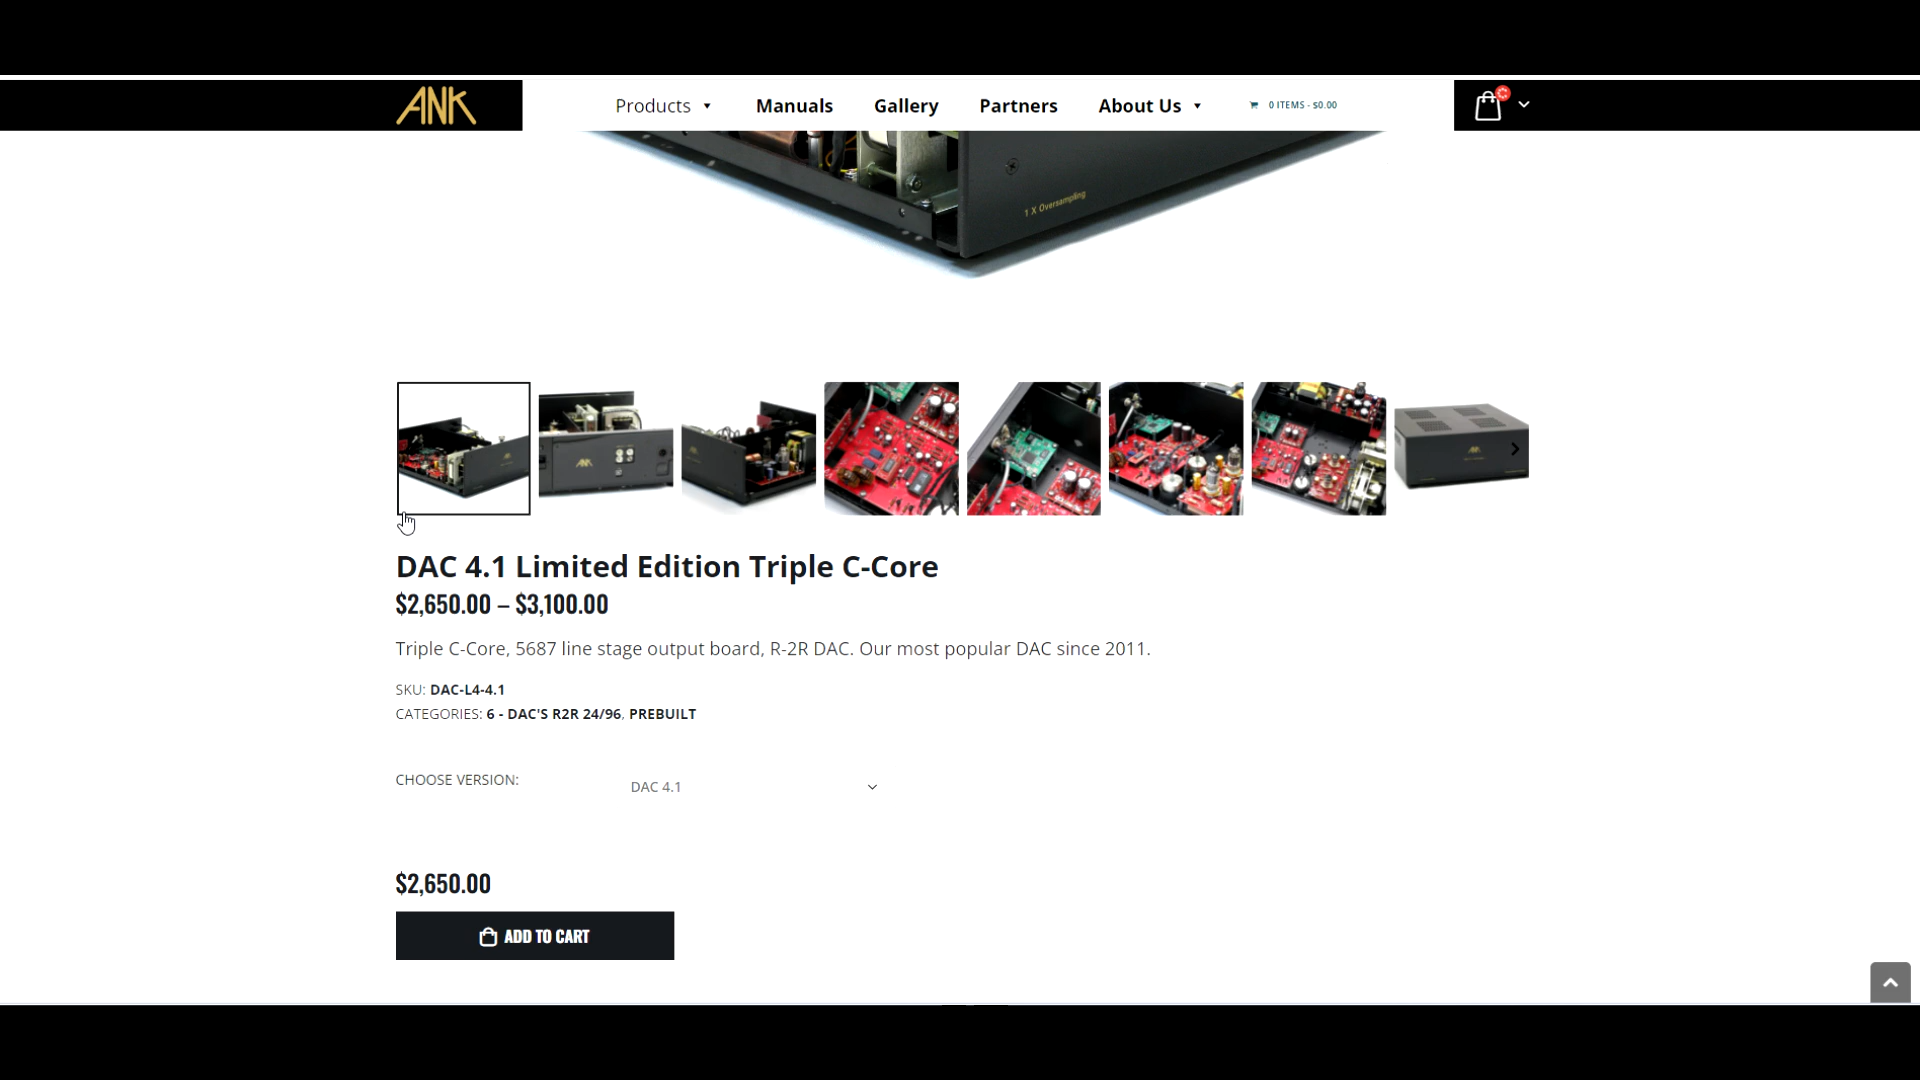 ANK
Products
Manuals
Gallery
Partners
About Us
0 ITEMS - $0.00
1 X Oversampling
DAC 4.1 Limited Edition Triple C-Core
$2,650.00 – $3,100.00
Triple C-Core, 5687 line stage output board, R-2R DAC. Our most popular DAC since 2011.
SKU: DAC-L4-4.1
CATEGORIES: 6 - DAC'S R2R 24/96, PREBUILT
CHOOSE VERSION:
DAC 4.1
$2,650.00
ADD TO CART